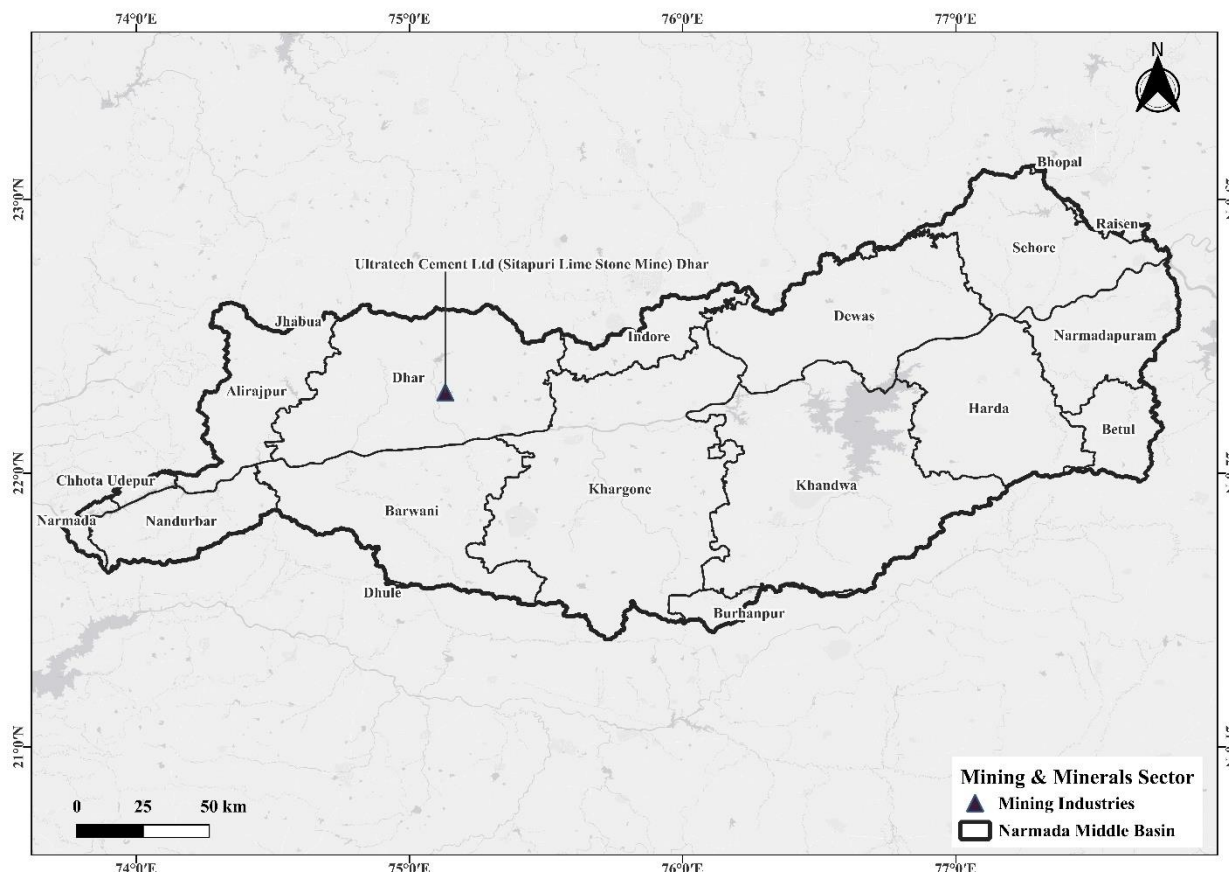 74°0'E 75°0'E 76°0'E 77°0'E
N
Bhopal
23°0'N
Raisen
Sehore
Ultratech Cement Ltd (Sitapuri Lime Stone Mine) Dhar
Dewas
Jhabua
Indore
Narmadapuram
Dhar
Alirajpur
Harda
Betul
22°0'N
Chhota Udepur
Khargone
Khandwa
Barwani
Narmada
Nandurbar
Dhule
Burhanpur
21°0'N
Mining & Minerals Sector
Mining Industries
Narmada Middle Basin
0 25 50 km
74°0'E 75°0'E 76°0'E 77°0'E